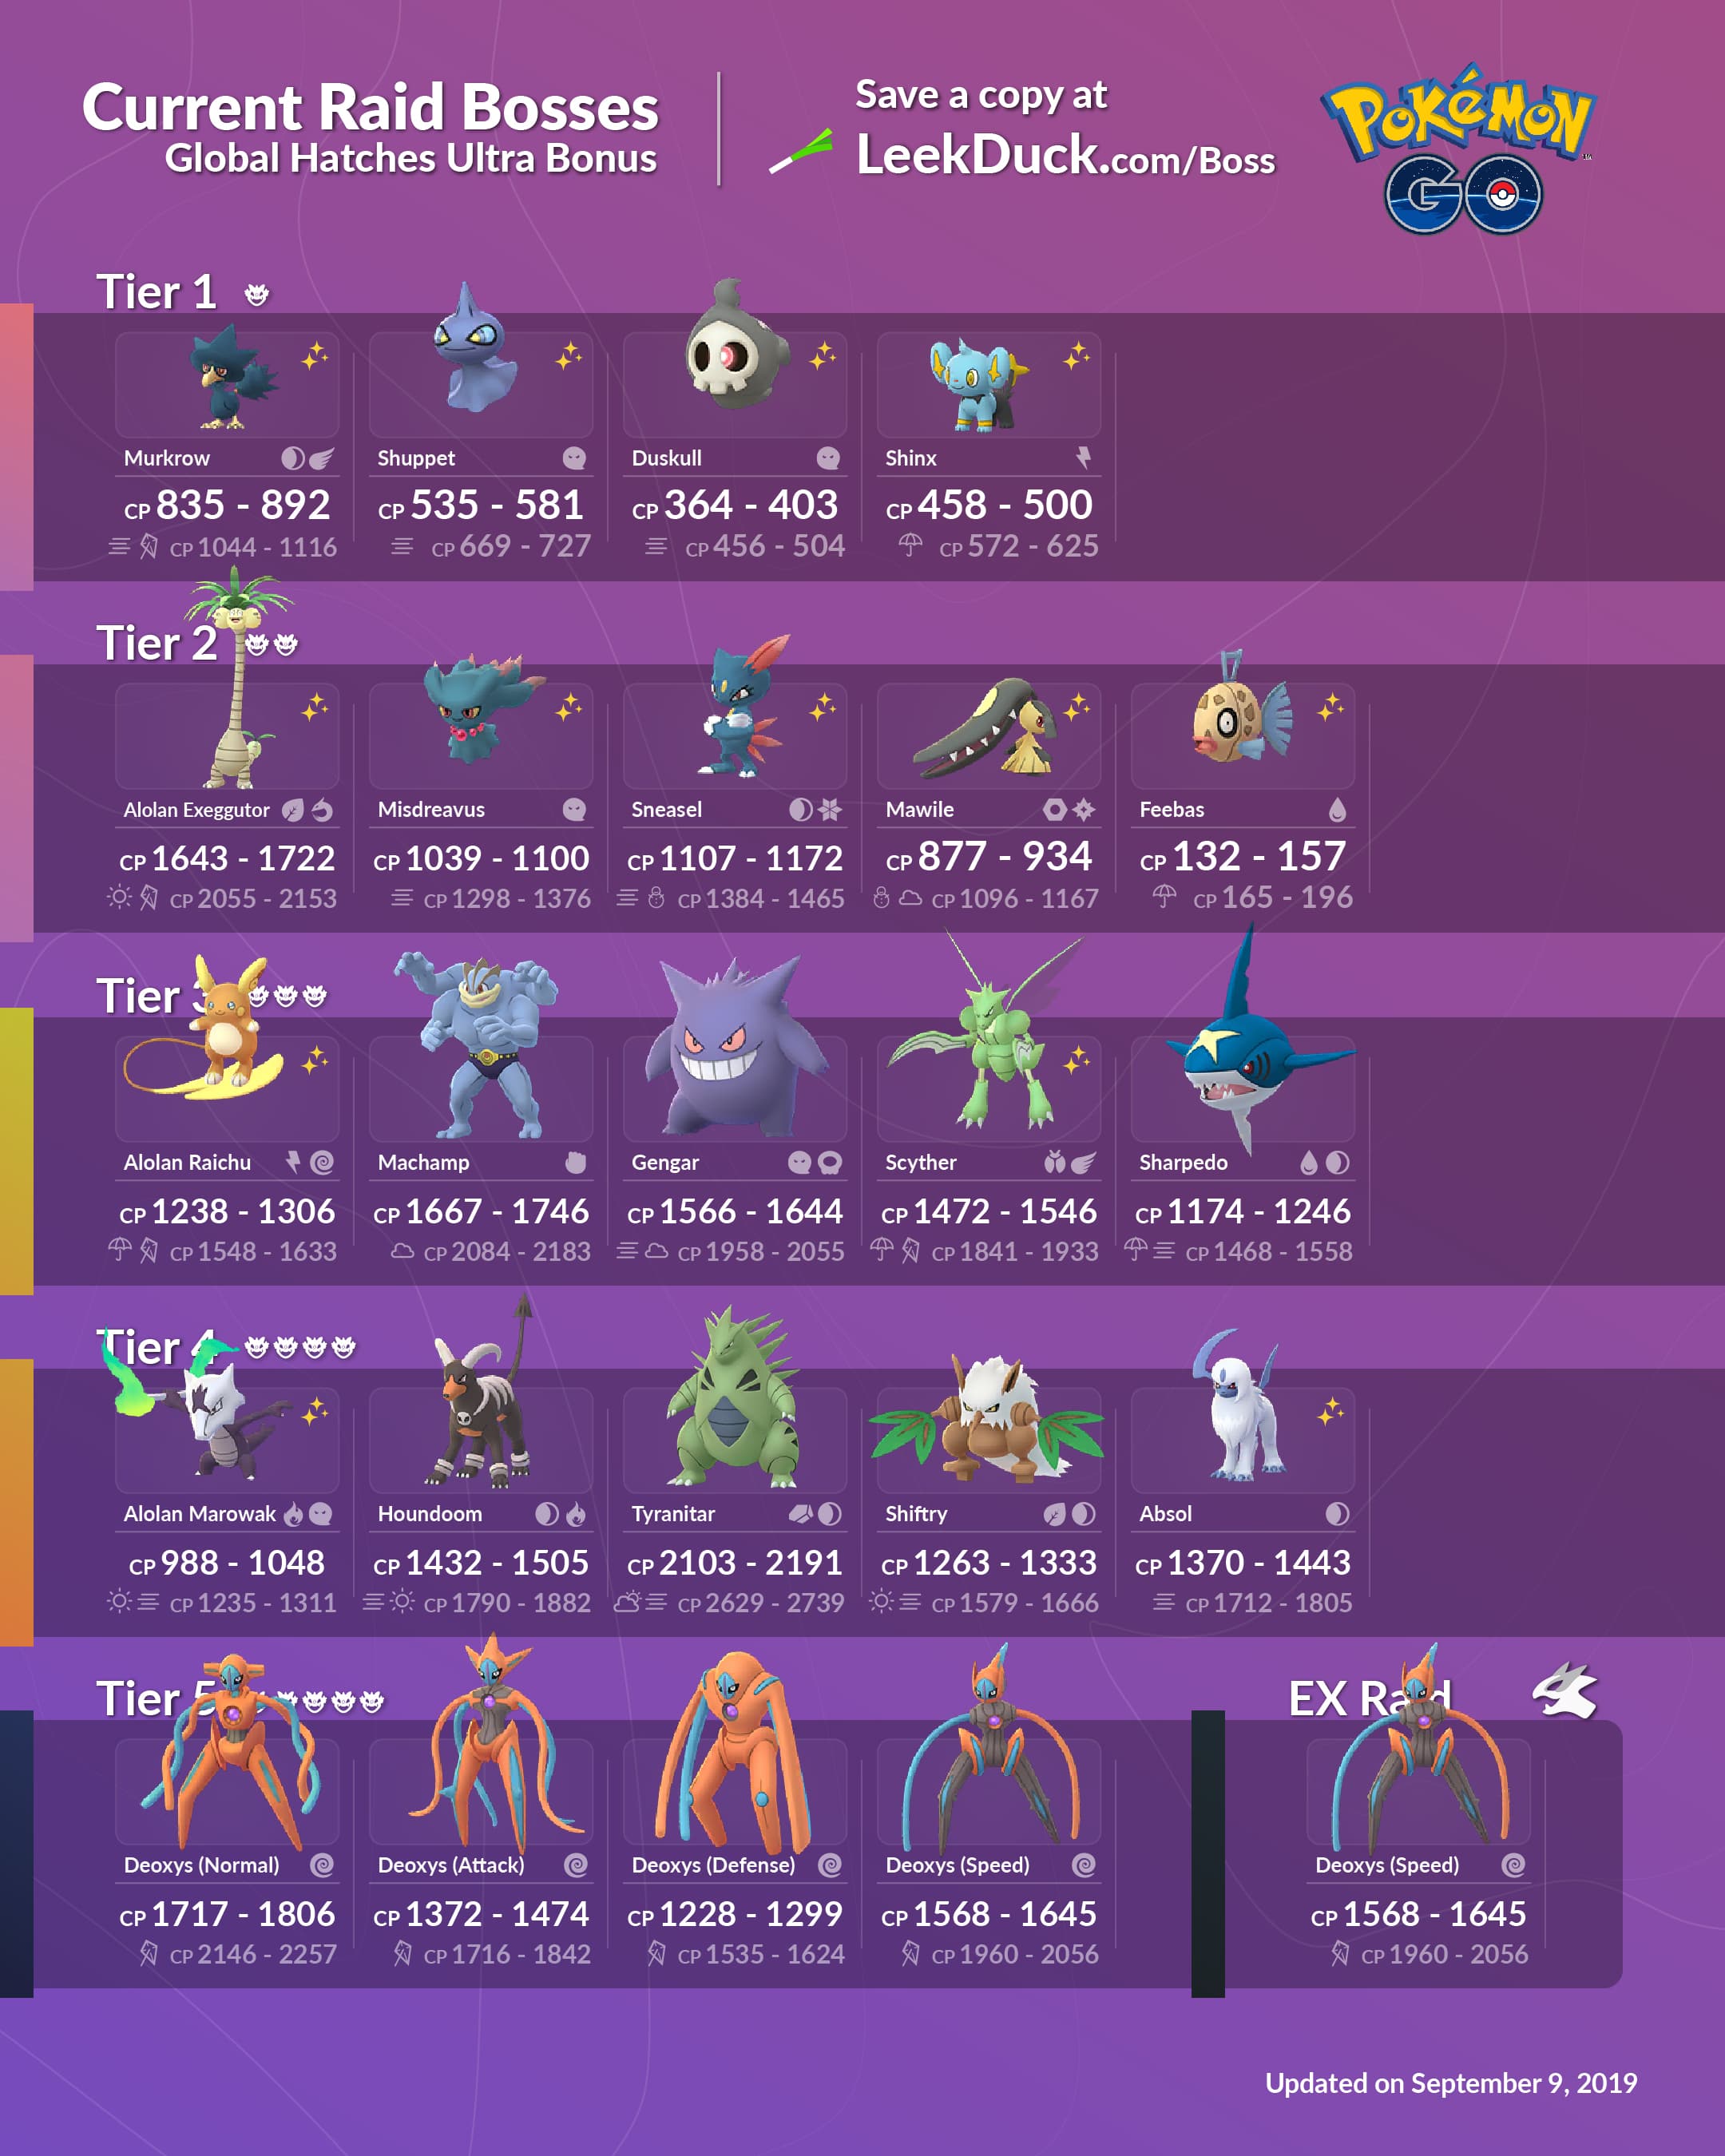 Current Raid Bosses
Global Hatches Ultra Bonus
Save a copy at
LeekDuck.com/Boss
POKéMON
GO
Tier 1
Murkrow
CP 835 - 892
CP 1044 - 1116
Shuppet
CP 535 - 581
CP 669 - 727
Duskull
CP 364 - 403
CP 456 - 504
Shinx
CP 458 - 500
CP 572 - 625
Tier 2
Alolan Exeggutor
CP 1643 - 1722
CP 2055 - 2153
Misdreavus
CP 1039 - 1100
CP 1298 - 1376
Sneasel
CP 1107 - 1172
CP 1384 - 1465
Mawile
CP 877 - 934
CP 1096 - 1167
Feebas
CP 132 - 157
CP 165 - 196
Tier 3
Alolan Raichu
CP 1238 - 1306
CP 1548 - 1633
Machamp
CP 1667 - 1746
CP 2084 - 2183
Gengar
CP 1566 - 1644
CP 1958 - 2055
Scyther
CP 1472 - 1546
CP 1841 - 1933
Sharpedo
CP 1174 - 1246
CP 1468 - 1558
Tier 4
Alolan Marowak
CP 988 - 1048
CP 1235 - 1311
Houndoom
CP 1432 - 1505
CP 1790 - 1882
Tyranitar
CP 2103 - 2191
CP 2629 - 2739
Shiftry
CP 1263 - 1333
CP 1579 - 1666
Absol
CP 1370 - 1443
CP 1712 - 1805
Tier 5
Deoxys (Normal)
CP 1717 - 1806
CP 2146 - 2257
Deoxys (Attack)
CP 1372 - 1474
CP 1716 - 1842
Deoxys (Defense)
CP 1228 - 1299
CP 1535 - 1624
Deoxys (Speed)
CP 1568 - 1645
CP 1960 - 2056
EX Raid
Deoxys (Speed)
CP 1568 - 1645
CP 1960 - 2056
Updated on September 9, 2019